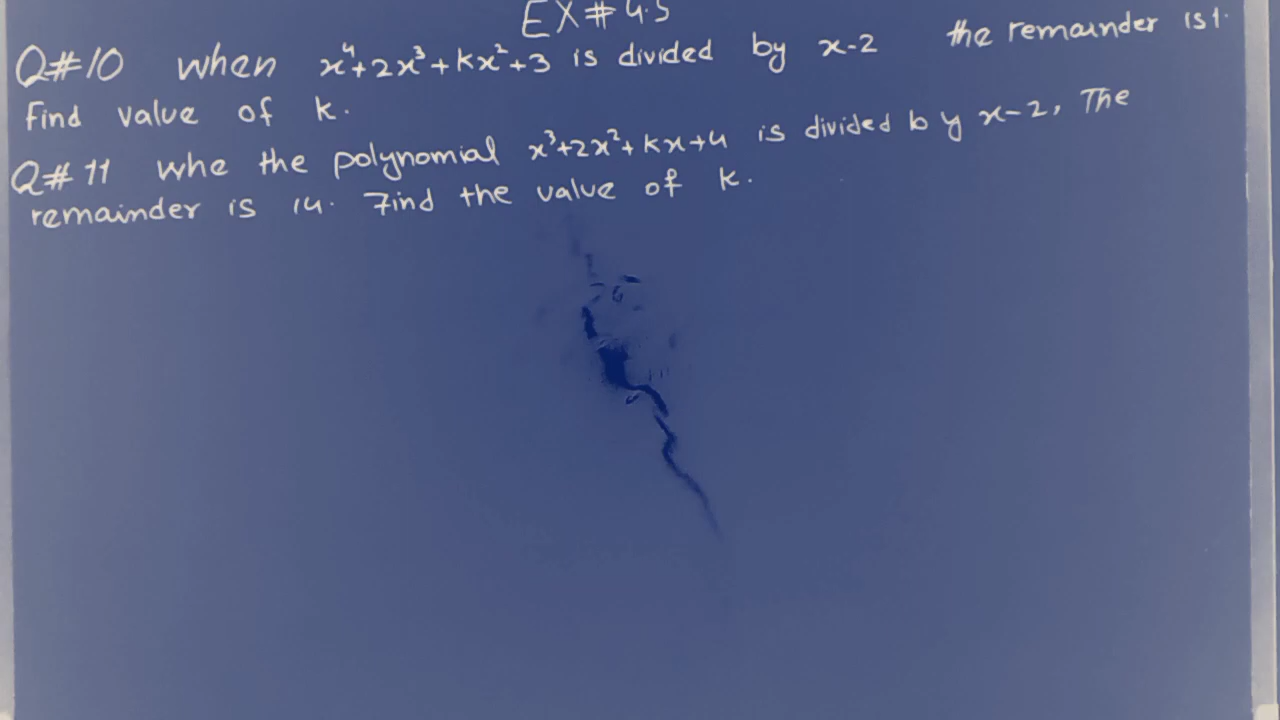 EX#4.5
Q#10 when x⁴+2x³+kx²+3 is divided by x-2 the remainder is 1.
Find value of k.
Q#11 whe the polynomial x³+2x²+kx+4 is divided by x-2, The
remainder is 14. Find the value of k.